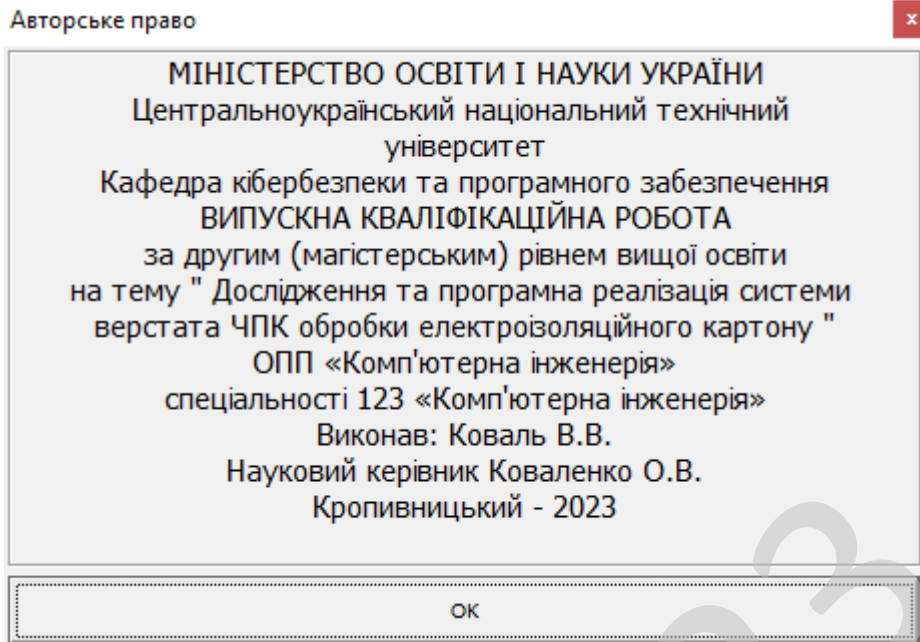 Авторське право
x
МІНІСТЕРСТВО ОСВІТИ І НАУКИ УКРАЇНИ
Центральноукраїнський національний технічний
університет
Кафедра кібербезпеки та програмного забезпечення
ВИПУСКНА КВАЛІФІКАЦІЙНА РОБОТА
за другим (магістерським) рівнем вищої освіти
на тему " Дослідження та програмна реалізація системи
верстата ЧПК обробки електроізоляційного картону "
ОПП «Комп'ютерна інженерія»
спеціальності 123 «Комп'ютерна інженерія»
Виконав: Коваль В.В.
Науковий керівник Коваленко О.В.
Кропивницький - 2023
ОК